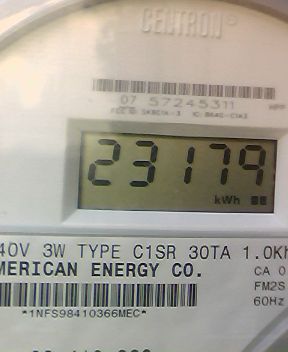 CENTRON®
07 57245311
23179
kWh
40V 3W TYPE C1SR 30TA 1.0Kh
MERICAN ENERGY CO.
CA 0
FM2S
60Hz
*1NFS98410366MEC*